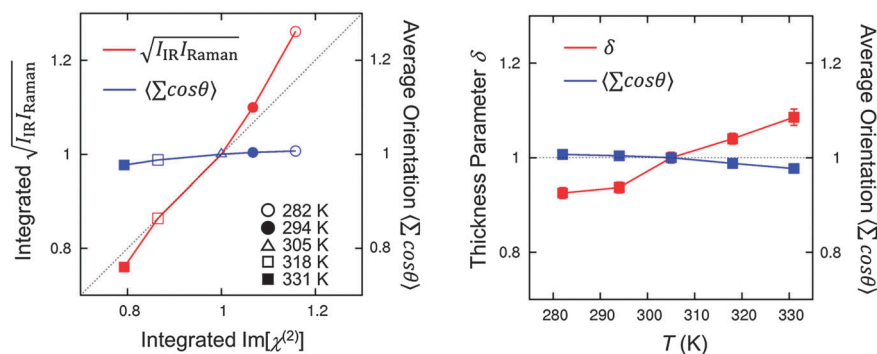 Integrated √I_IR I_Raman
1.2
1
0.8
√I_IR I_Raman
⟨∑cosθ⟩
282 K
294 K
305 K
318 K
331 K
1.2
1
0.8
Average Orientation ⟨∑ cosθ⟩
0.8
1
1.2
Integrated Im[χ⁽²⁾]
Thickness Parameter δ
1.2
1
0.8
δ
⟨∑cosθ⟩
1.2
1
0.8
Average Orientation ⟨∑ cosθ⟩
280
290
300
310
320
330
T (K)